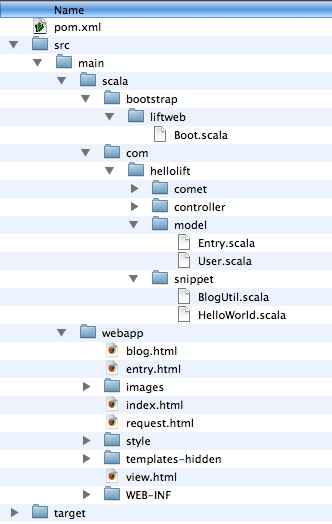 Name
pom.xml
src
main
scala
bootstrap
liftweb
Boot.scala
com
hellolift
comet
controller
model
Entry.scala
User.scala
snippet
BlogUtil.scala
HelloWorld.scala
webapp
blog.html
entry.html
images
index.html
request.html
style
templates-hidden
view.html
WEB-INF
target